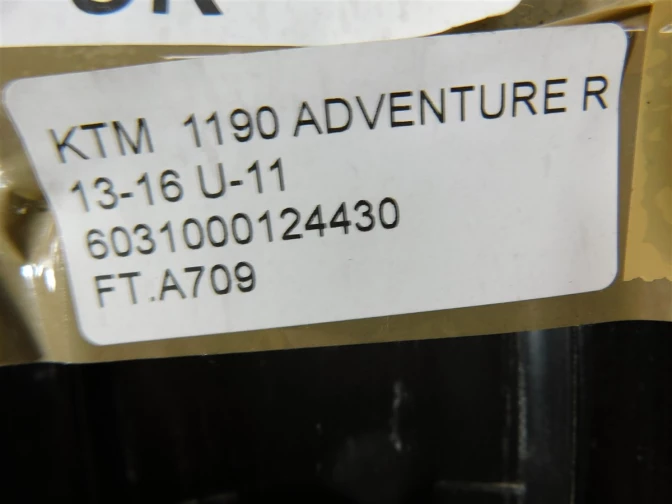 KTM 1190 ADVENTURE R
13-16 U-11
6031000124430
FT.A709